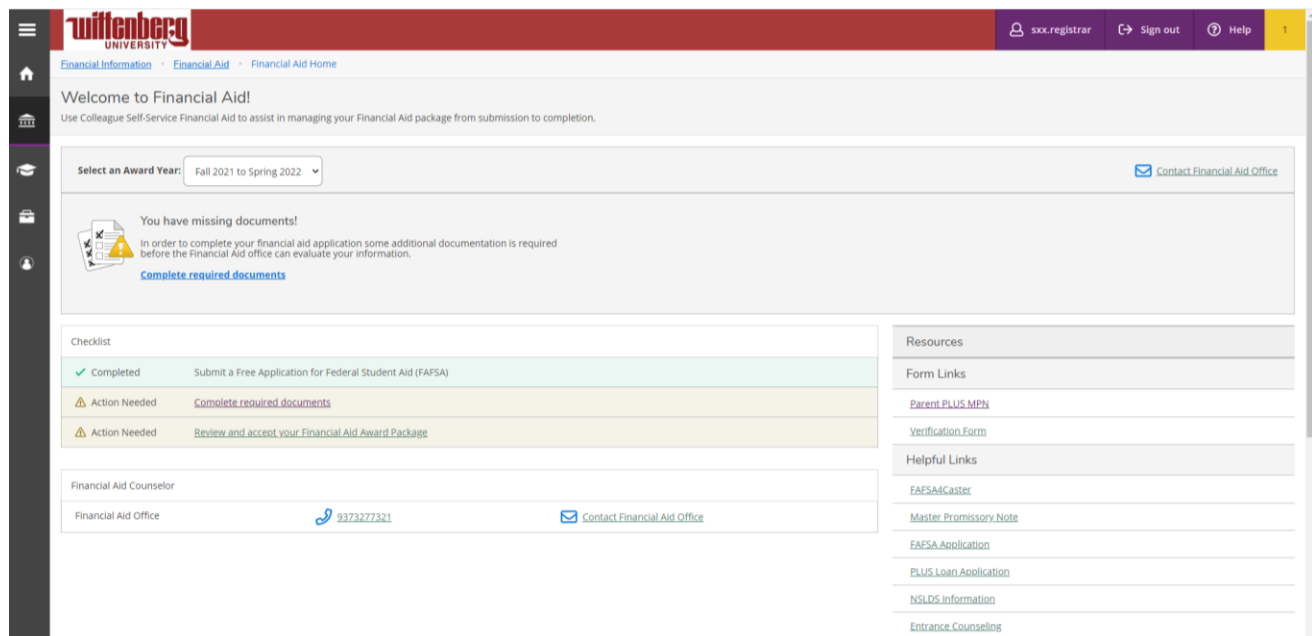 Wittenberg
UNIVERSITY
sxx.registrar
Sign out
Help
1
Financial Information · Financial Aid · Financial Aid Home
Welcome to Financial Aid!
Use Colleague Self-Service Financial Aid to assist in managing your Financial Aid package from submission to completion.
Select an Award Year: Fall 2021 to Spring 2022
Contact Financial Aid Office
You have missing documents!
In order to complete your financial aid application some additional documentation is required
before the Financial Aid office can evaluate your information.
Complete required documents
Checklist
Completed Submit a Free Application for Federal Student Aid (FAFSA)
Action Needed Complete required documents
Action Needed Review and accept your Financial Aid Award Package
Financial Aid Counselor
Financial Aid Office 9373277321 Contact Financial Aid Office
Resources
Form Links
Parent PLUS MPN
Verification Form
Helpful Links
FAFSA4Caster
Master Promissory Note
FAFSA Application
PLUS Loan Application
NSLDS Information
Entrance Counseling